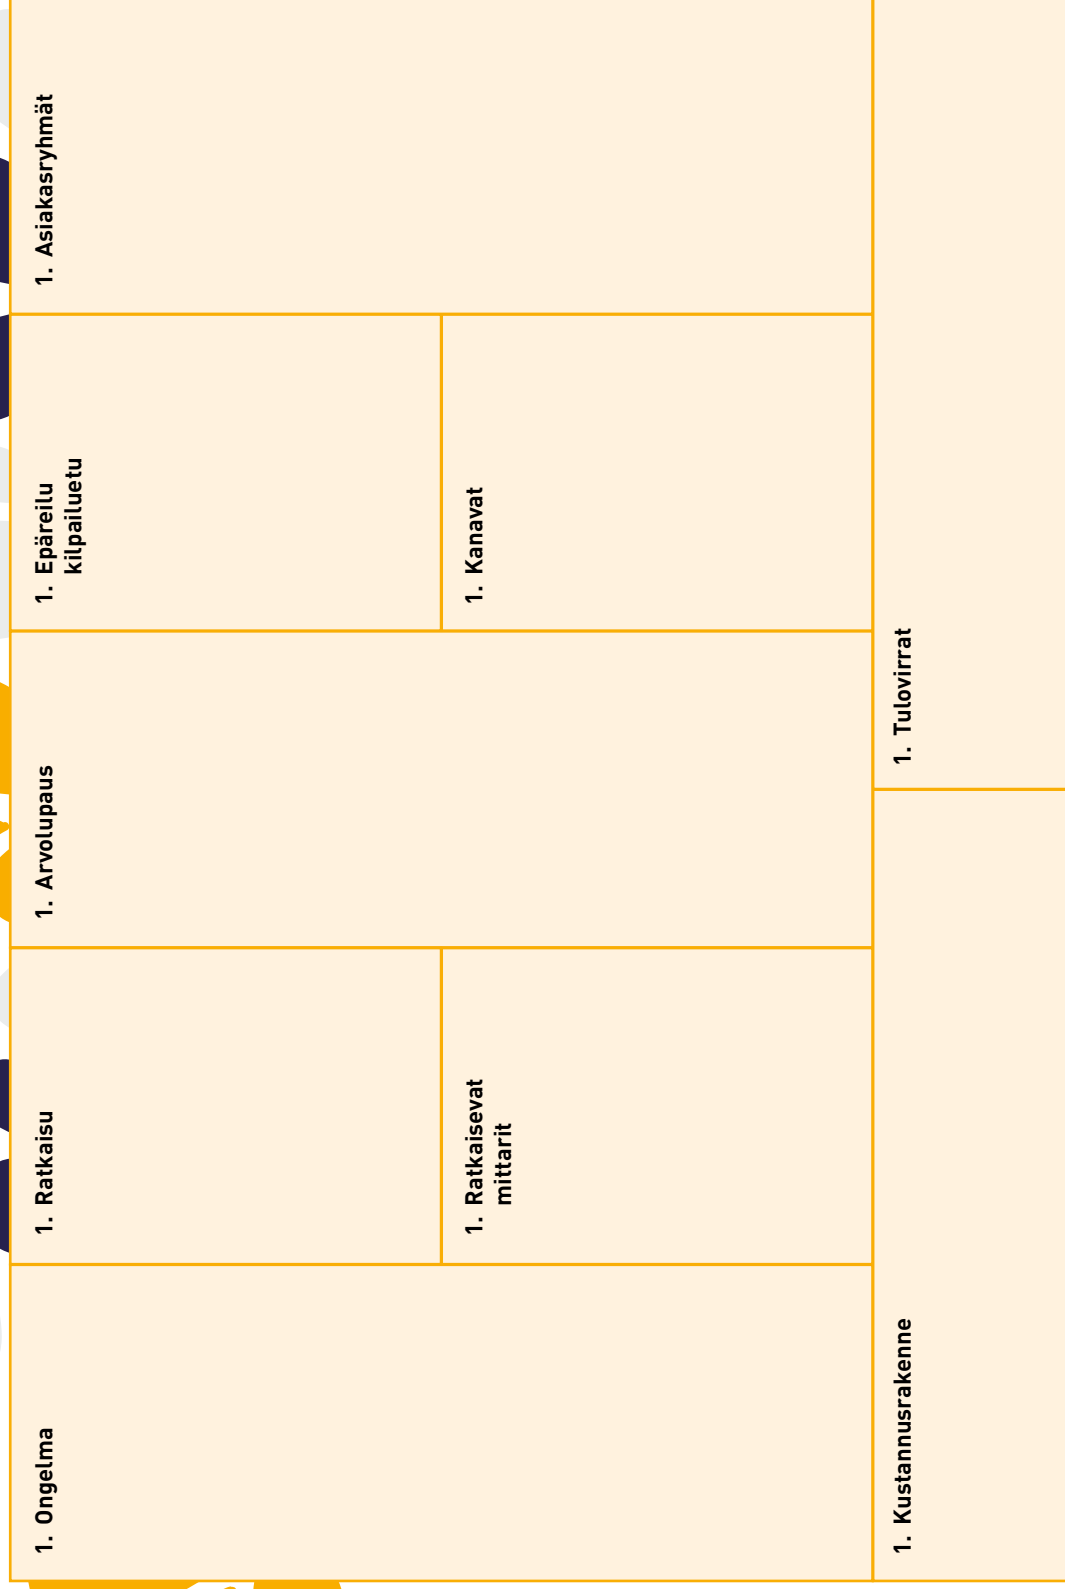 1. Ongelma
1. Ratkaisu
1. Ratkaisevat
mittarit
1. Arvolupaus
1. Epäreilu
kilpailuetu
1. Kanavat
1. Asiakasryhmät
1. Kustannusrakenne
1. Tulovirrat